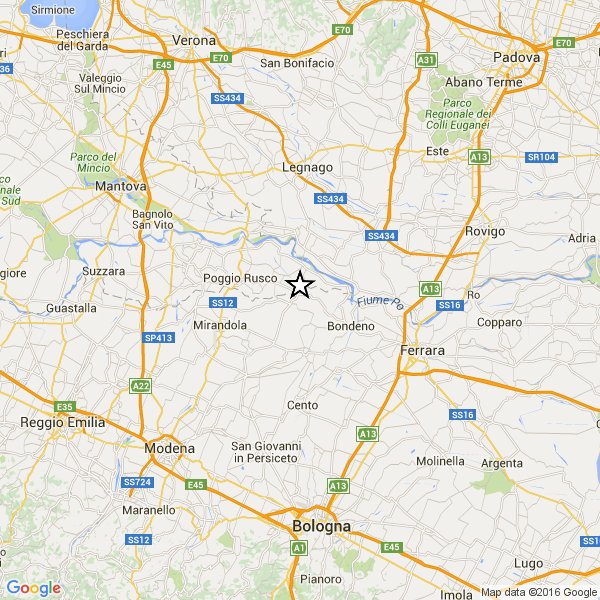 Sirmione
Peschiera
del Garda
Verona
E70
E70
Padova
San Bonifacio
E70
A31
E45
Valeggio
Sul Mincio
Abano Terme
SS434
Parco
Regionale dei
Colli Euganei
Este
A13
SR104
Parco del
Mincio
Legnago
Mantova
SS434
Bagnolo
San Vito
Rovigo
SS434
Adria
Suzzara
Poggio Rusco
A13
Ro
Guastalla
SS12
Fiume Po
SS16
Mirandola
Bondeno
Copparo
SP413
Ferrara
A22
E35
Cento
SS16
Reggio Emilia
A13
Modena
San Giovanni
in Persiceto
Molinella
Argenta
SS724
E45
A13
Maranello
Bologna
SS12
A1
E45
Lugo
Pianoro
Imola
Google
Map data ©2016 Google